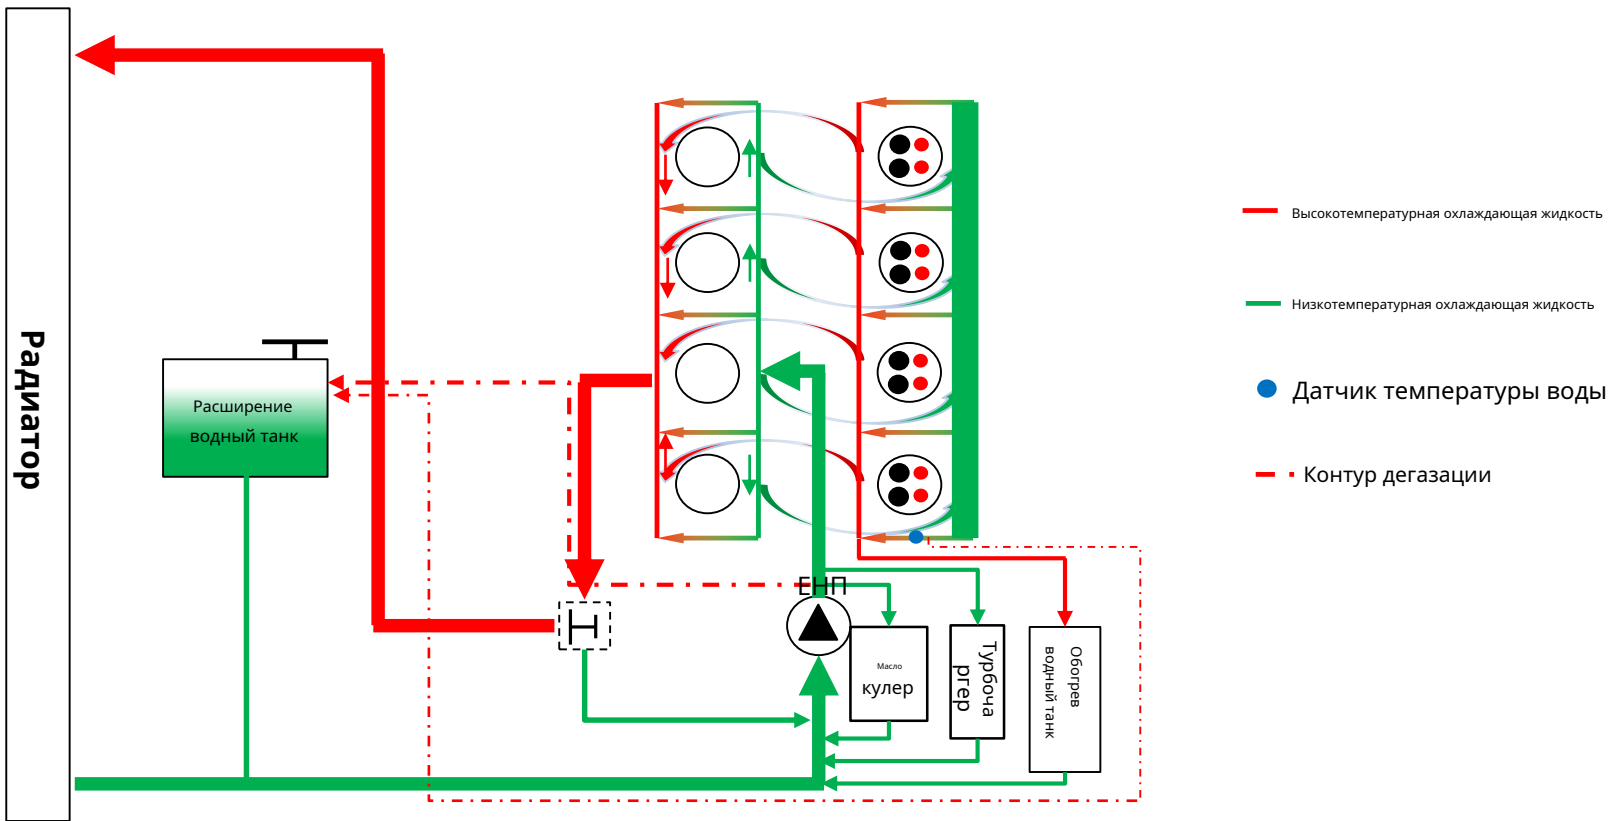 Радиатор
Расширение
водный танк
ЕНП
Масло
кулер
Турбоча
ргер
Обогрев
водный танк
Высокотемпературная охлаждающая жидкость
Низкотемпературная охлаждающая жидкость
Датчик температуры воды
Контур дегазации